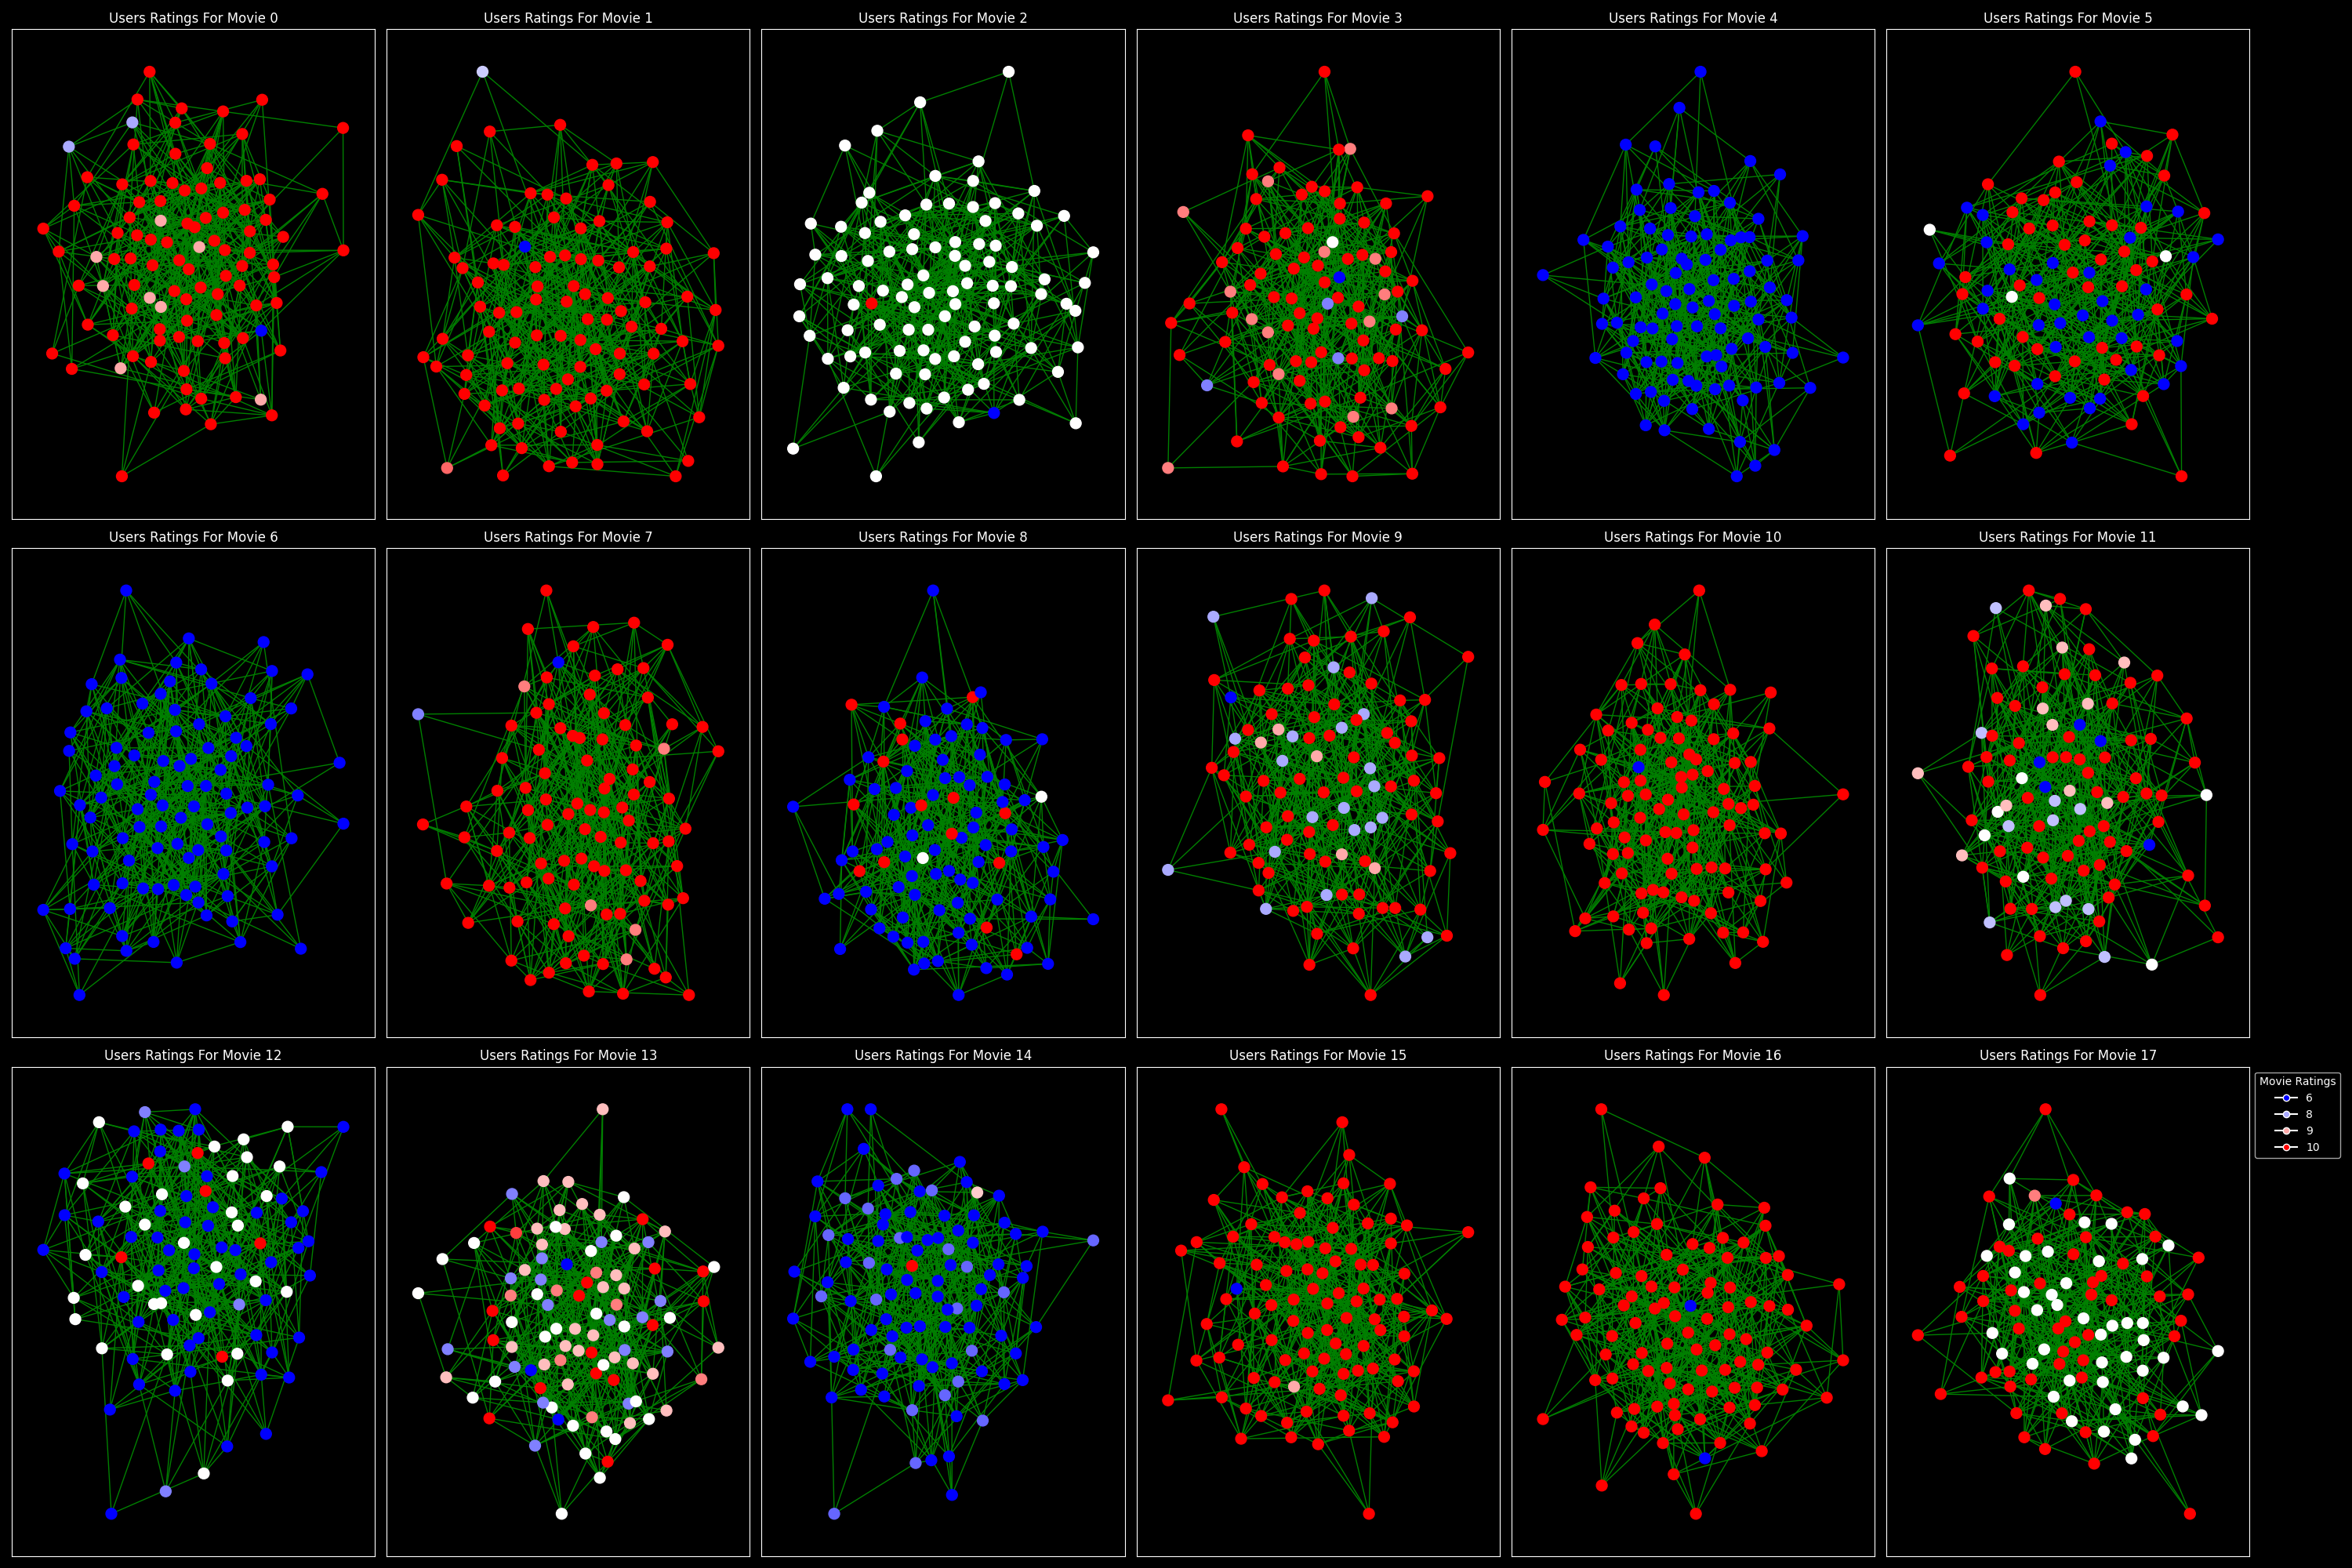 Users Ratings For Movie 0
Users Ratings For Movie 1
Users Ratings For Movie 2
Users Ratings For Movie 3
Users Ratings For Movie 4
Users Ratings For Movie 5
Users Ratings For Movie 6
Users Ratings For Movie 7
Users Ratings For Movie 8
Users Ratings For Movie 9
Users Ratings For Movie 10
Users Ratings For Movie 11
Users Ratings For Movie 12
Users Ratings For Movie 13
Users Ratings For Movie 14
Users Ratings For Movie 15
Users Ratings For Movie 16
Users Ratings For Movie 17
Movie Ratings
6
8
9
10